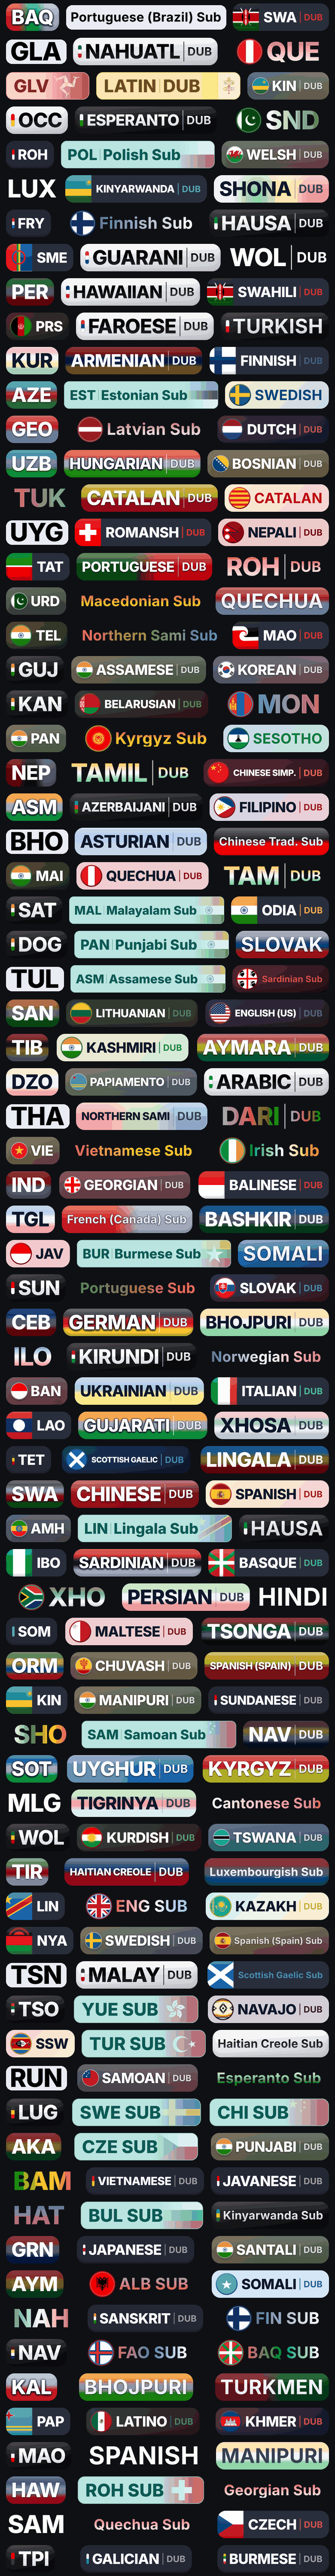 BAQ Portuguese (Brazil) Sub SWA
GLA NAHUATL DUB QUE
GLV LATIN DUB KIN
OCC ESPERANTO DUB SND
ROH POL Polish Sub WELSH DUB
LUX KINYARWANDA DUB SHONA DUB
FRY Finnish Sub HAUSA DUB
SME GUARANI DUB WOL DUB
PER HAWAIIAN DUB SWAHILI DUB
PRS FAROESE DUB TURKISH
KUR ARMENIAN DUB FINNISH DUB
AZE EST Estonian Sub SWEDISH
GEO Latvian Sub DUTCH DUB
UZB HUNGARIAN DUB BOSNIAN DUB
TUK CATALAN DUB CATALAN DUB
UYG ROMANSH DUB NEPALI DUB
TAT PORTUGUESE DUB ROH DUB
URD Macedonian Sub QUECHUA
TEL Northern Sami Sub MAO DUB
GUJ ASSAMESE DUB KOREAN DUB
KAN BELARUSIAN DUB MON
PAN Kyrgyz Sub SESOTHO
NEP TAMIL DUB CHINESE SIMP. DUB
ASM AZERBAIJANI DUB FILIPINO DUB
BHO ASTURIAN DUB Chinese Trad. Sub
MAI QUECHUA DUB TAM DUB
SAT MAL Malayalam Sub ODIA DUB
DOG PAN Punjabi Sub SLOVAK
TUL ASM Assamese Sub Sardinian Sub
SAN LITHUANIAN DUB ENGLISH (US) DUB
TIB KASHMIRI DUB AYMARA DUB
DZO PAPIAMENTO DUB ARABIC DUB
THA NORTHERN SAMI DUB DARI DUB
VIE Vietnamese Sub Irish Sub
IND GEORGIAN DUB BALINESE DUB
TGL French (Canada) Sub BASHKIR DUB
JAV BUR Burmese Sub SOMALI
SUN Portuguese Sub SLOVAK DUB
CEB GERMAN DUB BHOJPURI DUB
ILO KIRUNDI DUB Norwegian Sub
BAN UKRAINIAN DUB ITALIAN DUB
LAO GUJARATI DUB XHOSA DUB
TET SCOTTISH GAELIC DUB LINGALA DUB
SWA CHINESE DUB SPANISH DUB
AMH LIN Lingala Sub HAUSA
IBO SARDINIAN DUB BASQUE DUB
XHO PERSIAN DUB HINDI
SOM MALTESE DUB TSONGA DUB
ORM CHUVASH DUB SPANISH (SPAIN) DUB
KIN MANIPURI DUB SUNDANESE DUB
SHO SAM Samoan Sub NAV DUB
SOT UYGHUR DUB KYRGYZ DUB
MLG TIGRINYA DUB Cantonese Sub
WOL KURDISH DUB TSWANA DUB
TIR HAITIAN CREOLE DUB Luxembourgish Sub
LIN ENG SUB KAZAKH DUB
NYA SWEDISH DUB Spanish (Spain) Sub
TSN MALAY DUB Scottish Gaelic Sub
TSO YUE SUB NAVAJO DUB
SSW TUR SUB Haitian Creole Sub
RUN SAMOAN DUB Esperanto Sub
LUG SWE SUB CHI SUB
AKA CZE SUB PUNJABI DUB
BAM VIETNAMESE DUB JAVANESE DUB
HAT BUL SUB Kinyarwanda Sub
GRN JAPANESE DUB SANTALI DUB
AYM ALB SUB SOMALI DUB
NAH SANSKRIT DUB FIN SUB
NAV FAO SUB BAQ SUB
KAL BHOJPURI TURKMEN
PAP LATINO DUB KHMER DUB
MAO SPANISH MANIPURI
HAW ROH SUB Georgian Sub
SAM Quechua Sub CZECH DUB
TPI GALICIAN DUB BURMESE DUB